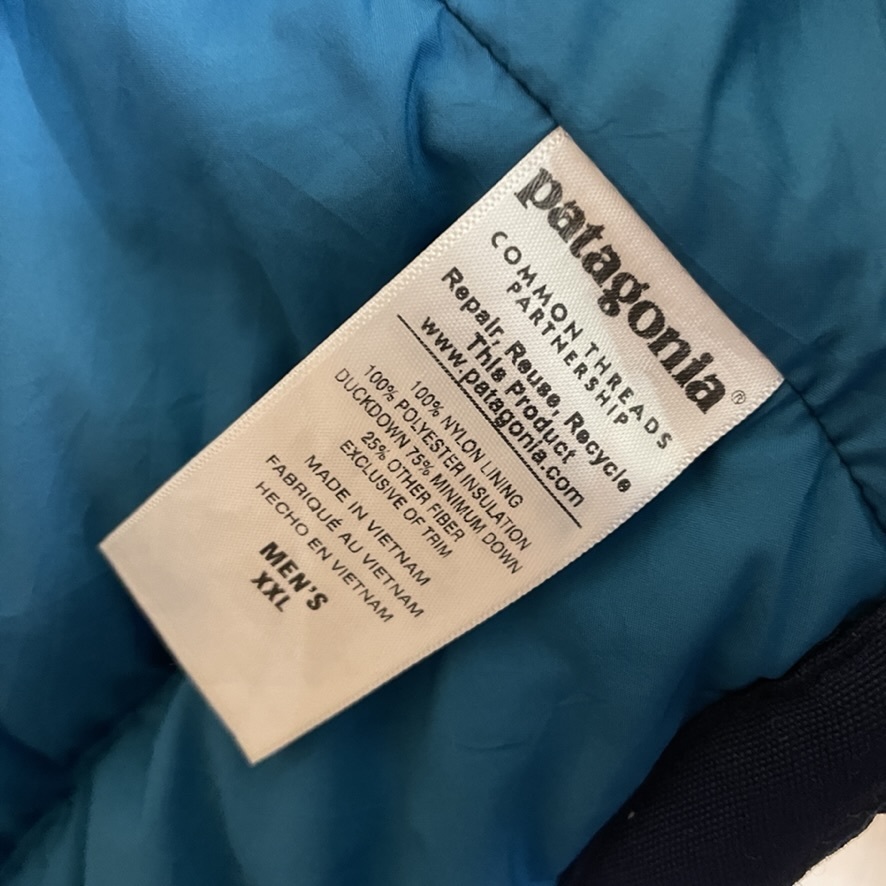 patagonia®
COMMON THREADS
PARTNERSHIP
Repair, Reuse, Recycle
This Product
www.patagonia.com
100% NYLON LINING
100% POLYESTER INSULATION
DUCKDOWN 75% MINIMUM DOWN
25% OTHER FIBER
EXCLUSIVE OF TRIM
MADE IN VIETNAM
FABRIQUÉ AU VIETNAM
HECHO EN VIETNAM
MEN'S
XXL